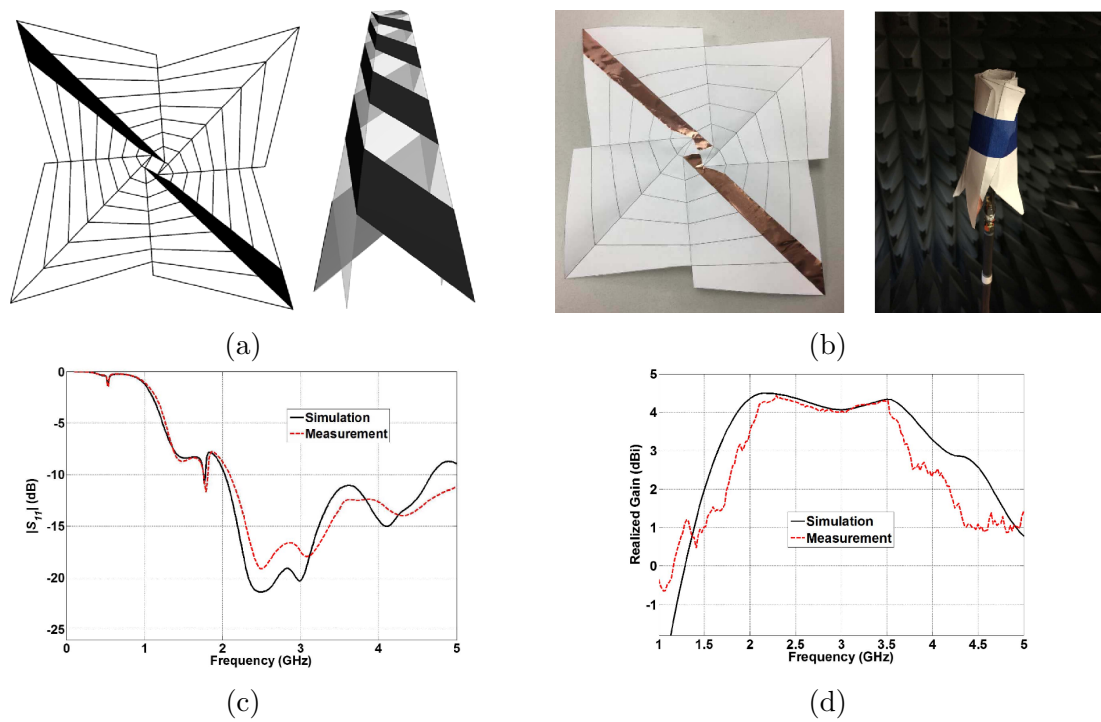 (a)
(b)
0
-5
-10
-15
-20
-25
|S11| (dB)
0 1 2 3 4 5
Frequency (GHz)
Simulation
Measurement
(c)
5
4
3
2
1
0
-1
Realized Gain (dBi)
1 1.5 2 2.5 3 3.5 4 4.5 5
Frequency (GHz)
Simulation
Measurement
(d)